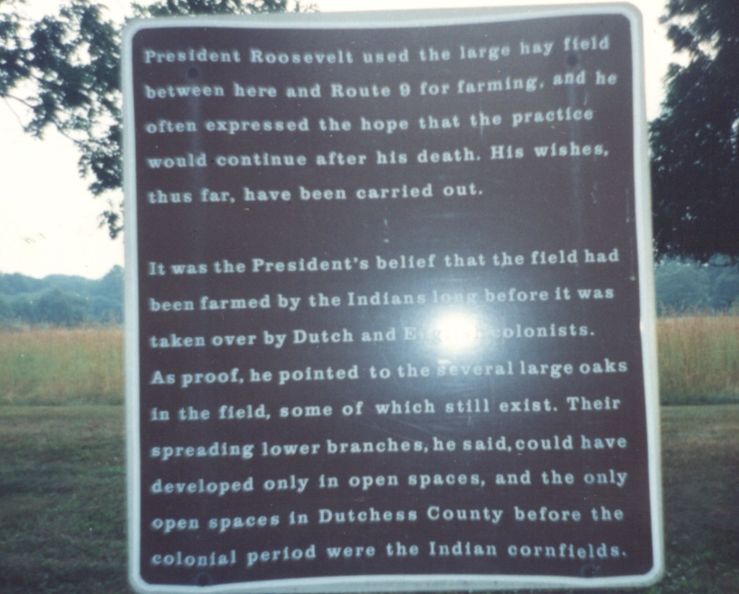 President Roosevelt used the large hay field
between here and Route 9 for farming, and he
often expressed the hope that the practice
would continue after his death. His wishes,
thus far, have been carried out.
It was the President's belief that the field had
been farmed by the Indians long before it was
taken over by Dutch and English colonists.
As proof, he pointed to the several large oaks
in the field, some of which still exist. Their
spreading lower branches, he said, could have
developed only in open spaces, and the only
open spaces in Dutchess County before the
colonial period were the Indian cornfields.